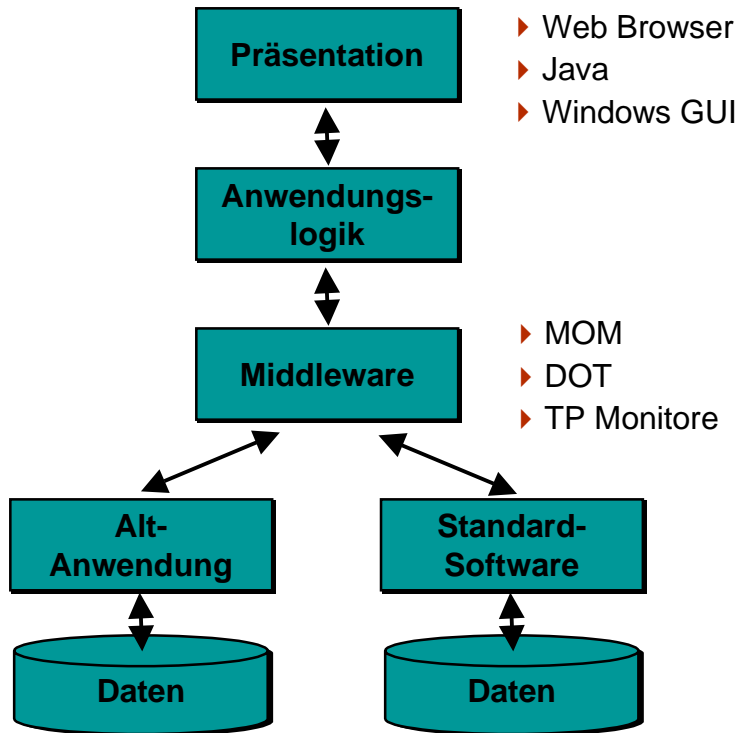 Präsentation
Web Browser
Java
Windows GUI
Anwendungs-
logik
Middleware
MOM
DOT
TP Monitore
Alt-
Anwendung
Standard-
Software
Daten
Daten